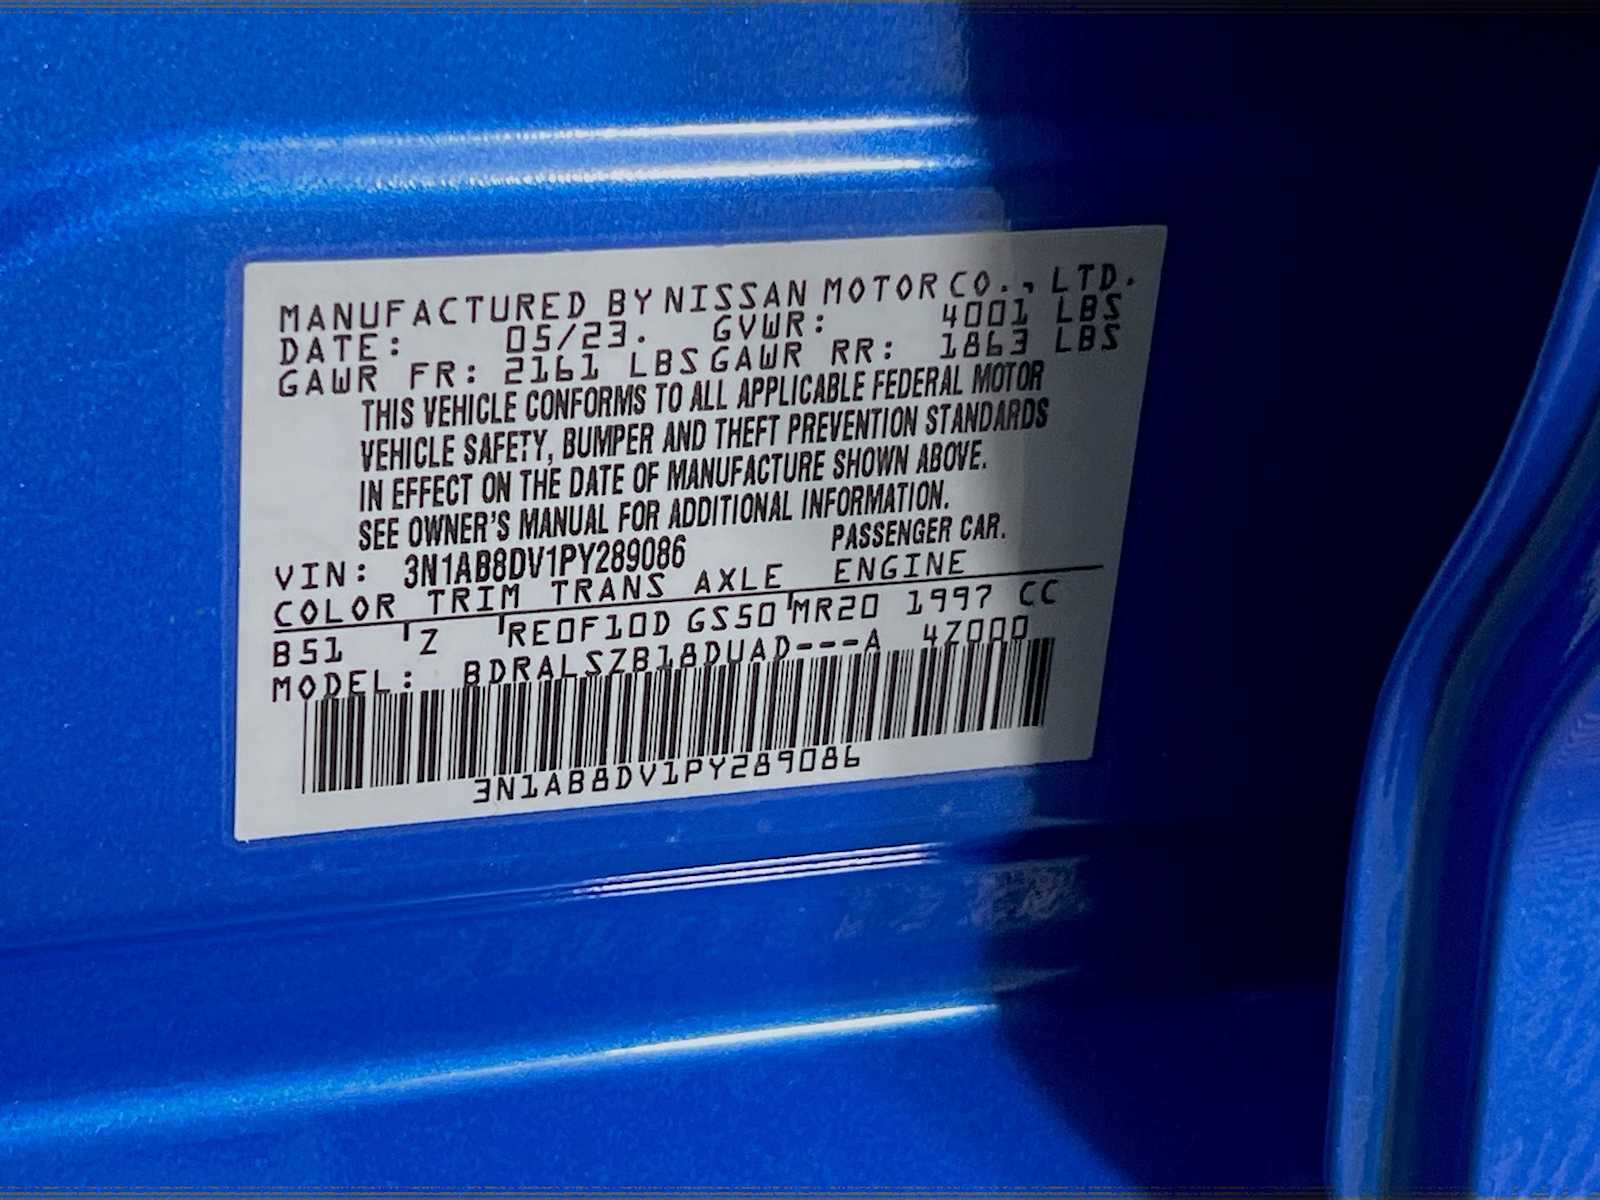 MANUFACTURED BY NISSAN MOTOR CO., LTD.
DATE: 05/23. GVWR: 4001 LBS
GAWR FR: 2161 LBS GAWR RR: 1863 LBS
THIS VEHICLE CONFORMS TO ALL APPLICABLE FEDERAL MOTOR
VEHICLE SAFETY, BUMPER AND THEFT PREVENTION STANDARDS
IN EFFECT ON THE DATE OF MANUFACTURE SHOWN ABOVE.
SEE OWNER'S MANUAL FOR ADDITIONAL INFORMATION.
VIN: 3N1AB8DV1PY289086 PASSENGER CAR.
COLOR TRIM TRANS AXLE ENGINE
B51 Z RE0F10D GS50 MR20 1997 CC
MODEL: BDRALSZB18DUAD---A 4Z000
3N1AB8DV1PY289086